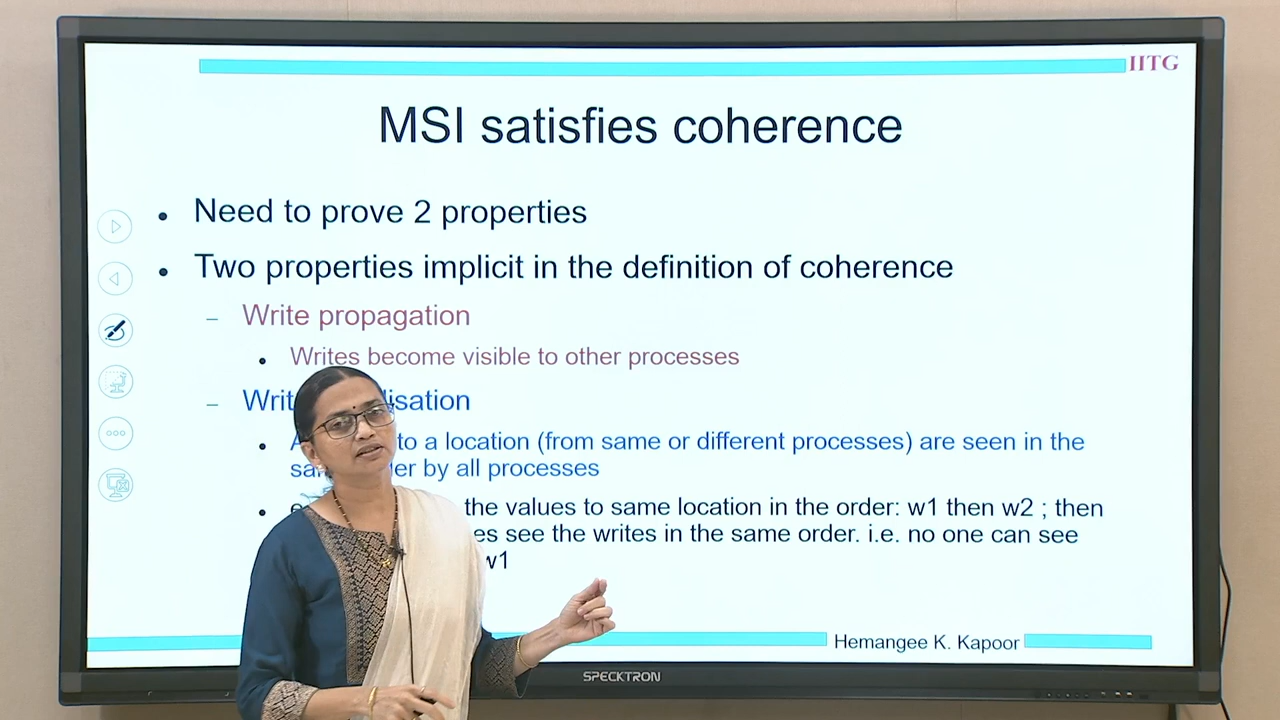 IITG
MSI satisfies coherence
• Need to prove 2 properties
• Two properties implicit in the definition of coherence
– Write propagation
• Writes become visible to other processes
– isation
• to a location (from same or different processes) are seen in the
by all processes
• the values to same location in the order: w1 then w2 ; then
see the writes in the same order. i.e. no one can see
w1
Hemangee K. Kapoor
SPECKTRON